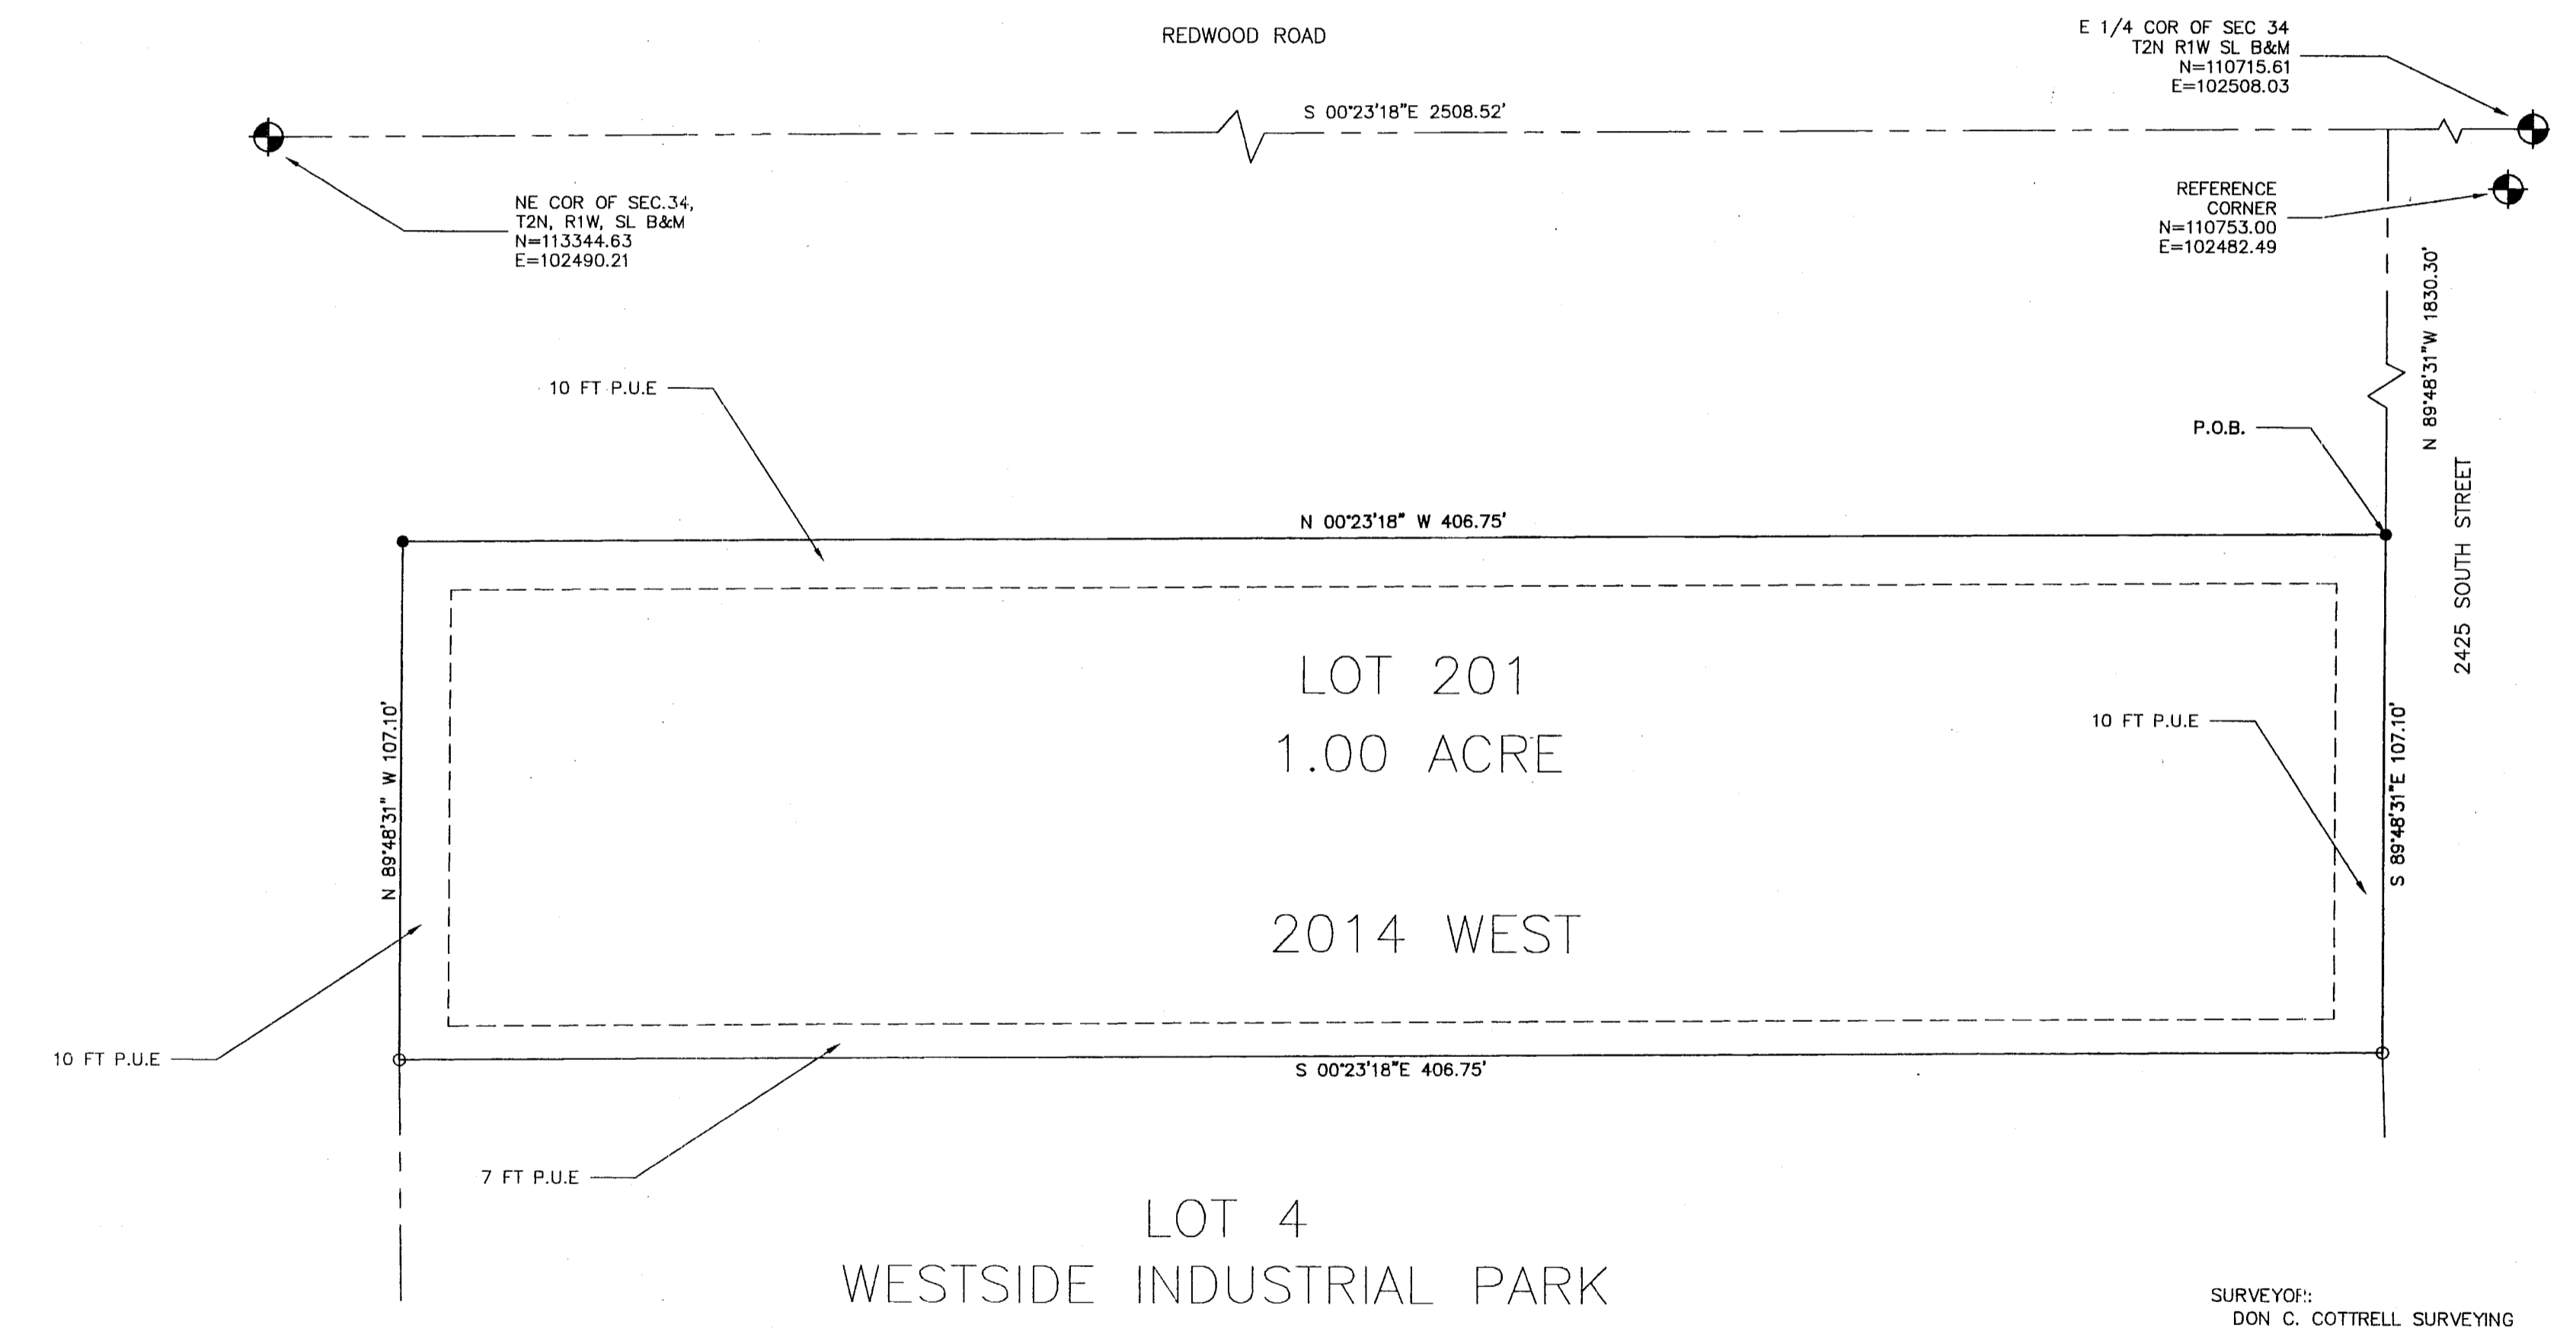 REDWOOD ROAD
E 1/4 COR OF SEC 34
T2N R1W SL B&M
N=110715.61
E=102508.03
S 00°23'18"E 2508.52'
NE COR OF SEC.34,
T2N, R1W, SL B&M
N=113344.63
E=102490.21
REFERENCE
CORNER
N=110753.00
E=102482.49
N 89°48'31"W 1830.30'
10 FT P.U.E
P.O.B.
2425 SOUTH STREET
N 00°23'18" W 406.75'
LOT 201
1.00 ACRE
2014 WEST
N 89°48'31" W 107.10'
10 FT P.U.E
S 89°48'31"E 107.10'
10 FT P.U.E
S 00°23'18"E 406.75'
7 FT P.U.E
LOT 4
WESTSIDE INDUSTRIAL PARK
SURVEYOR:
DON C. COTTRELL SURVEYING